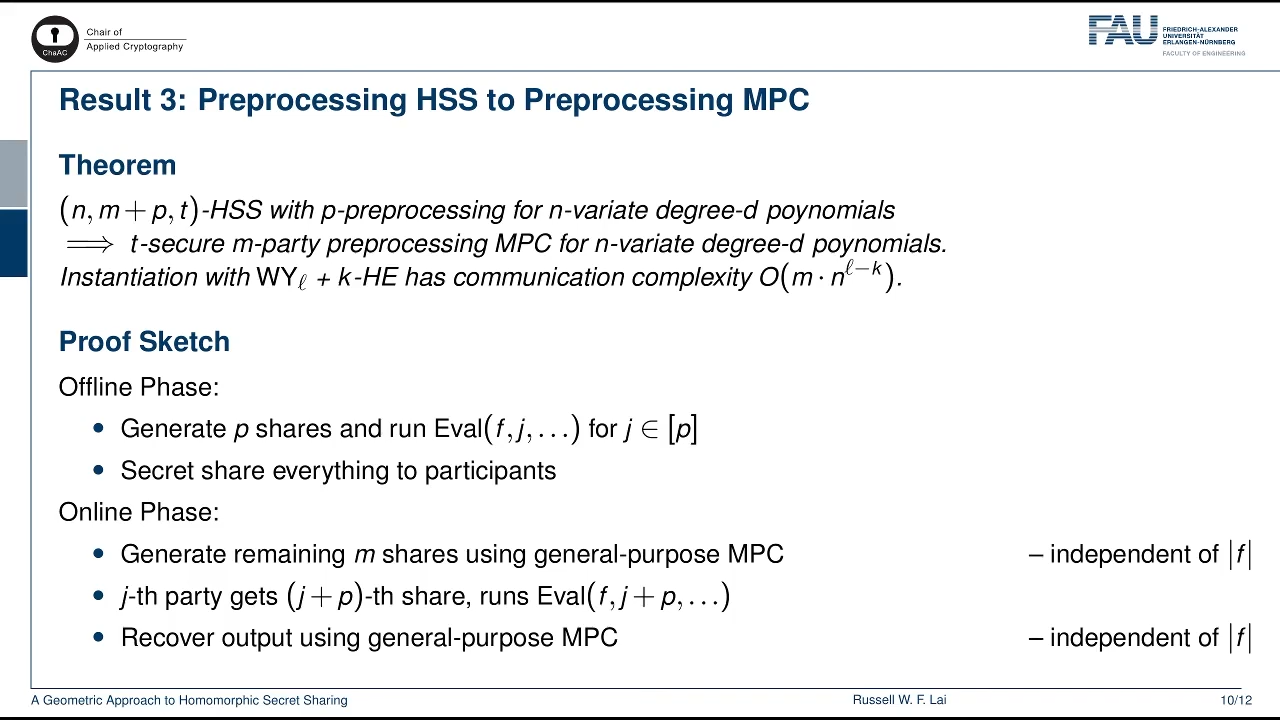 Chair of
Applied Cryptography
ChaAC
FAU
FRIEDRICH-ALEXANDER
UNIVERSITÄT
ERLANGEN-NÜRNBERG
FACULTY OF ENGINEERING
Result 3: Preprocessing HSS to Preprocessing MPC
Theorem
(n, m + p, t)-HSS with p-preprocessing for n-variate degree-d poynomials
⟹ t-secure m-party preprocessing MPC for n-variate degree-d poynomials.
Instantiation with WYℓ + k-HE has communication complexity O(m · n^{ℓ−k}).
Proof Sketch
Offline Phase:
• Generate p shares and run Eval(f, j, …) for j ∈ [p]
• Secret share everything to participants
Online Phase:
• Generate remaining m shares using general-purpose MPC – independent of |f|
• j-th party gets (j + p)-th share, runs Eval(f, j + p, …)
• Recover output using general-purpose MPC – independent of |f|
A Geometric Approach to Homomorphic Secret Sharing Russell W. F. Lai 10/12